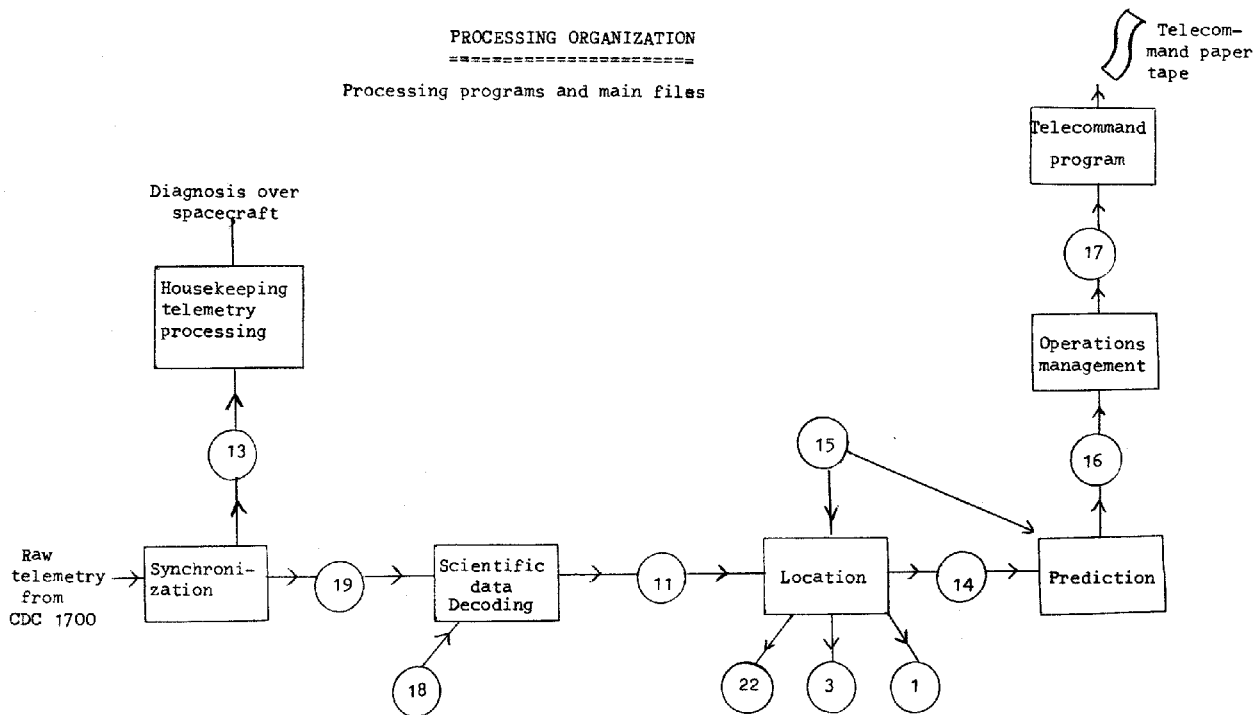 PROCESSING ORGANIZATION
=======================
Processing programs and main files
Telecom-
mand paper
tape
Telecommand
program
Diagnosis over
spacecraft
17
Housekeeping
telemetry
processing
Operations
management
13
15
16
Raw
telemetry
from
CDC 1700
Synchroni-
zation
19
Scientific
data
Decoding
11
Location
14
Prediction
18
22
3
1